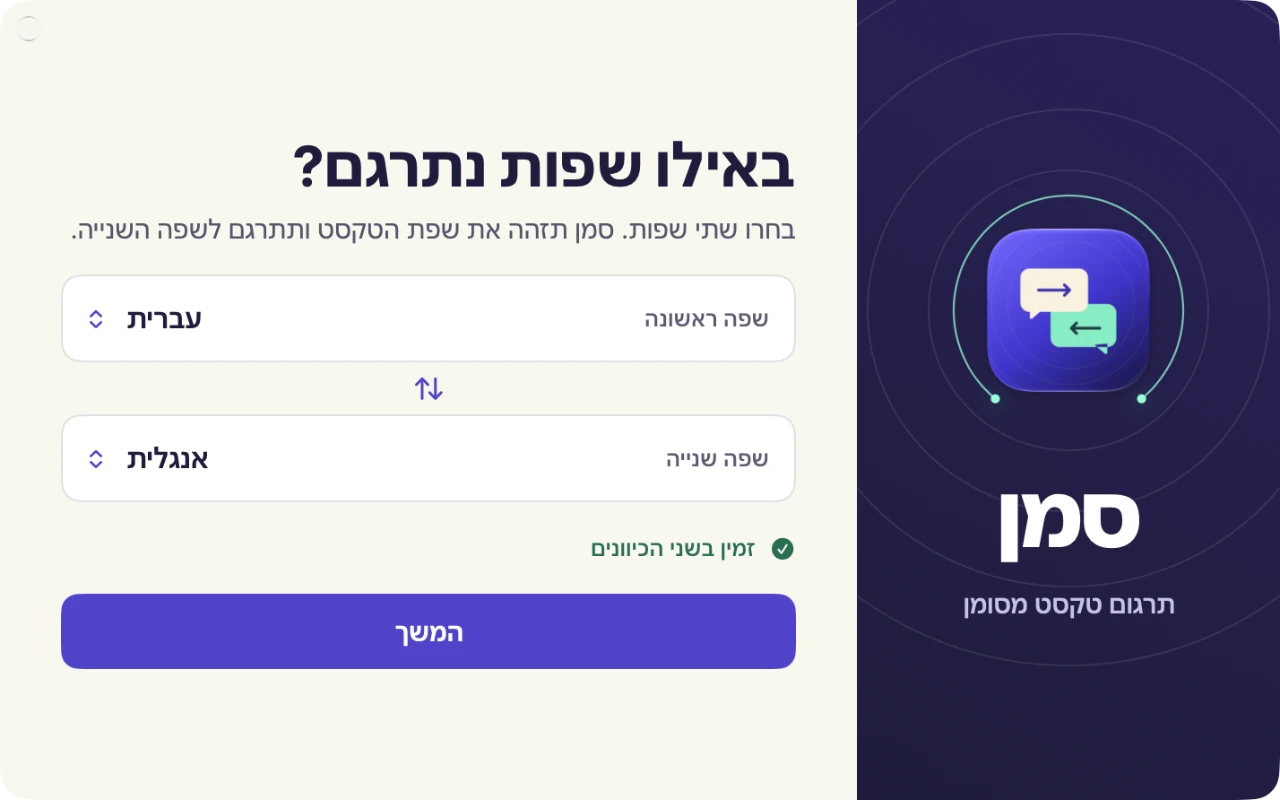 סמן
תרגום טקסט מסומן
באילו שפות נתרגם?
בחרו שתי שפות. סמן תזהה את שפת הטקסט ותתרגם לשפה השנייה.
שפה ראשונה עברית
שפה שנייה אנגלית
זמין בשני הכיוונים
המשך